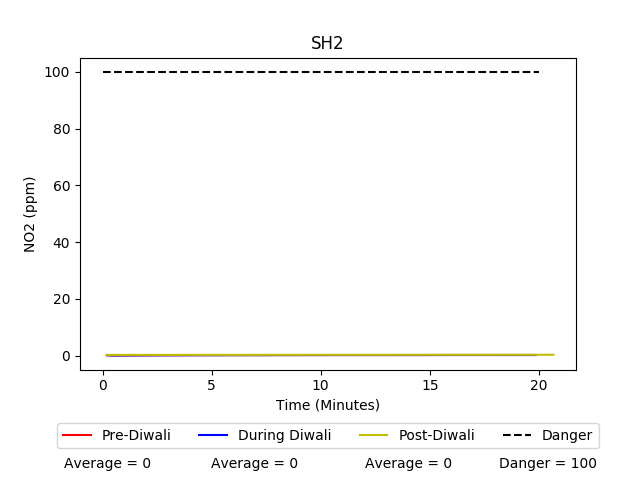 SH2
100
80
60
40
20
0
NO2 (ppm)
0 5 10 15 20
Time (Minutes)
Pre-Diwali During Diwali Post-Diwali Danger
Average = 0 Average = 0 Average = 0 Danger = 100